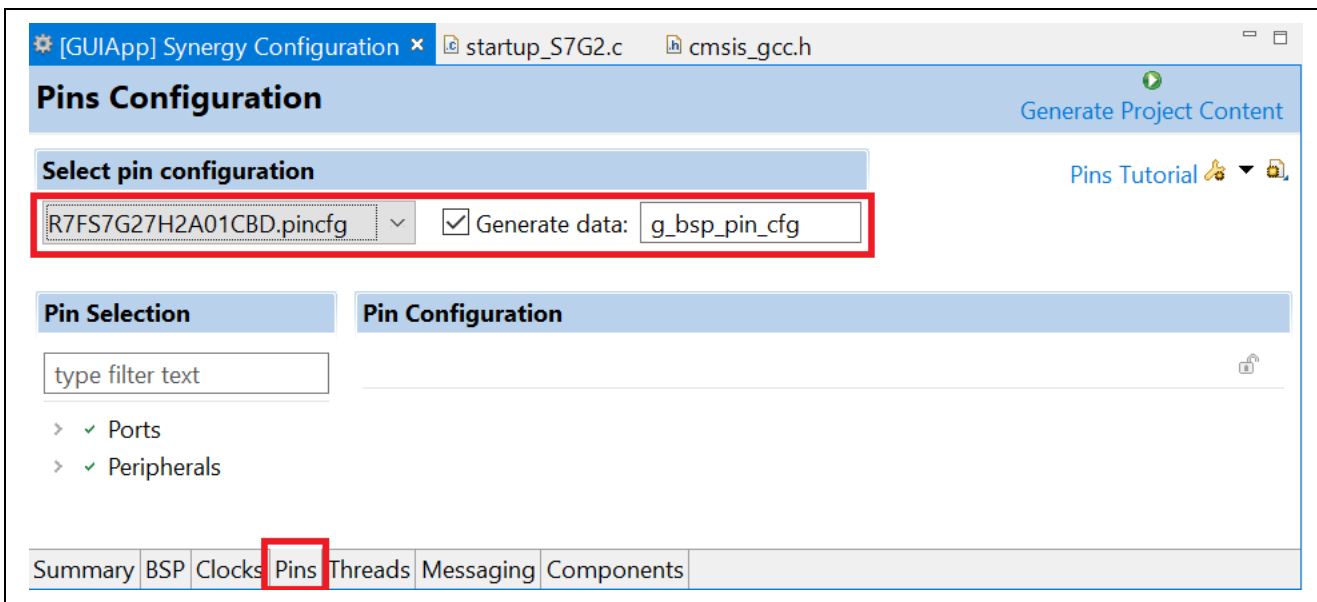 [GUIApp] Synergy Configuration startup_S7G2.c cmsis_gcc.h
Pins Configuration
Generate Project Content
Select pin configuration
Pins Tutorial
R7FS7G27H2A01CBD.pincfg Generate data: g_bsp_pin_cfg
Pin Selection Pin Configuration
type filter text
Ports
Peripherals
Summary BSP Clocks Pins Threads Messaging Components